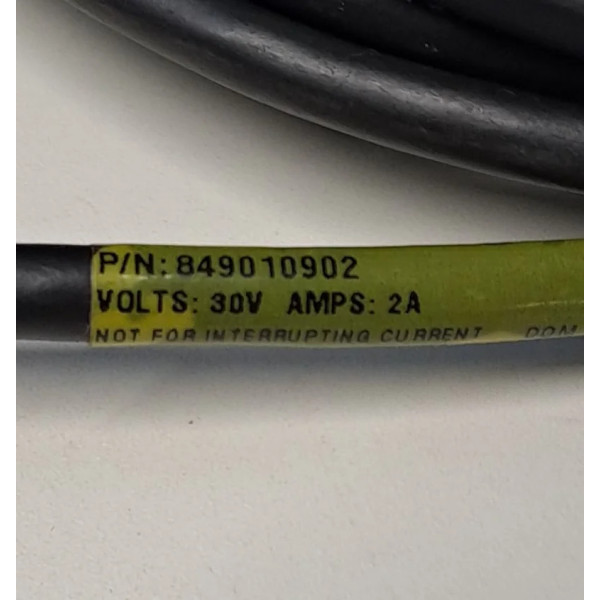 P/N: 849010902
VOLTS: 30V AMPS: 2A
NOT FOR INTERRUPTING CURRENT